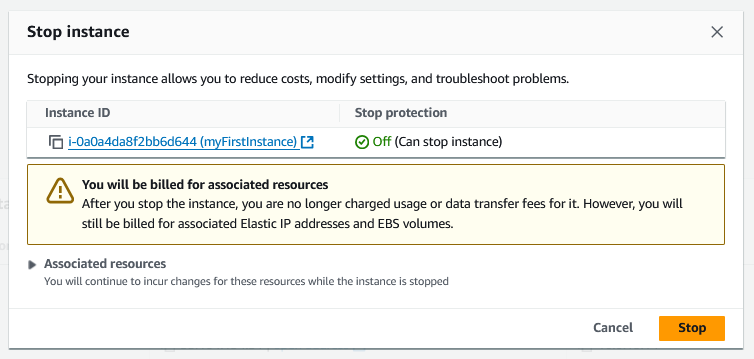 Stop instance
Stopping your instance allows you to reduce costs, modify settings, and troubleshoot problems.
Instance ID
Stop protection
i-0a0a4da8f2bb6d644 (myFirstInstance)
Off (Can stop instance)
You will be billed for associated resources
After you stop the instance, you are no longer charged usage or data transfer fees for it. However, you will
still be billed for associated Elastic IP addresses and EBS volumes.
Associated resources
You will continue to incur changes for these resources while the instance is stopped
Cancel
Stop